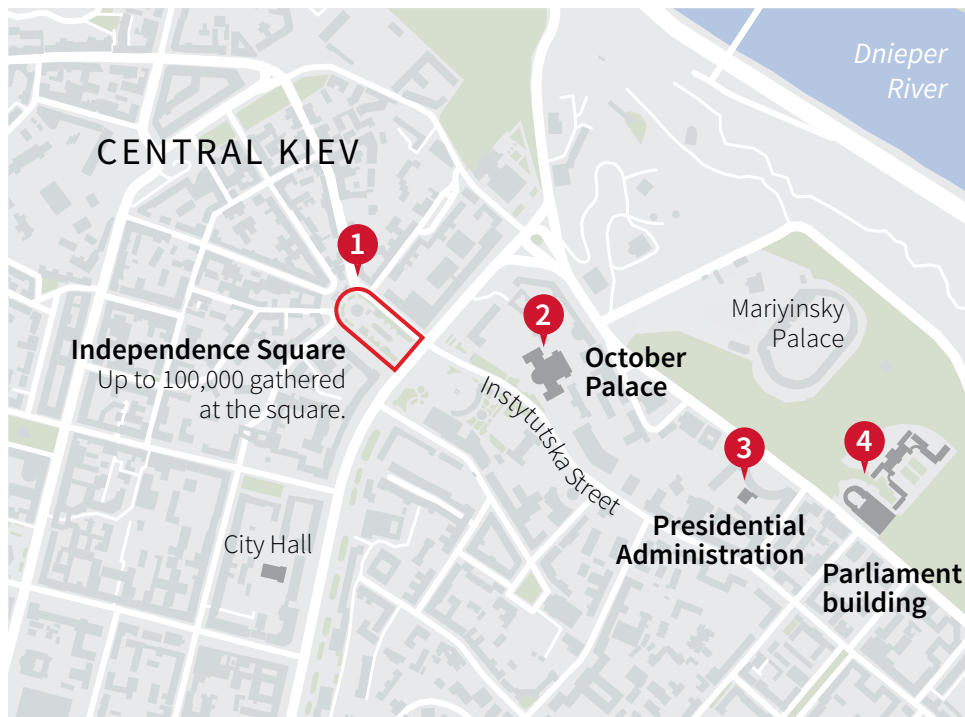 Dnieper
River
CENTRAL KIEV
1
Independence Square
Up to 100,000 gathered
at the square.
2
October
Palace
Mariyinsky
Palace
Instytutska Street
3
Presidential
Administration
4
Parliament
building
City Hall